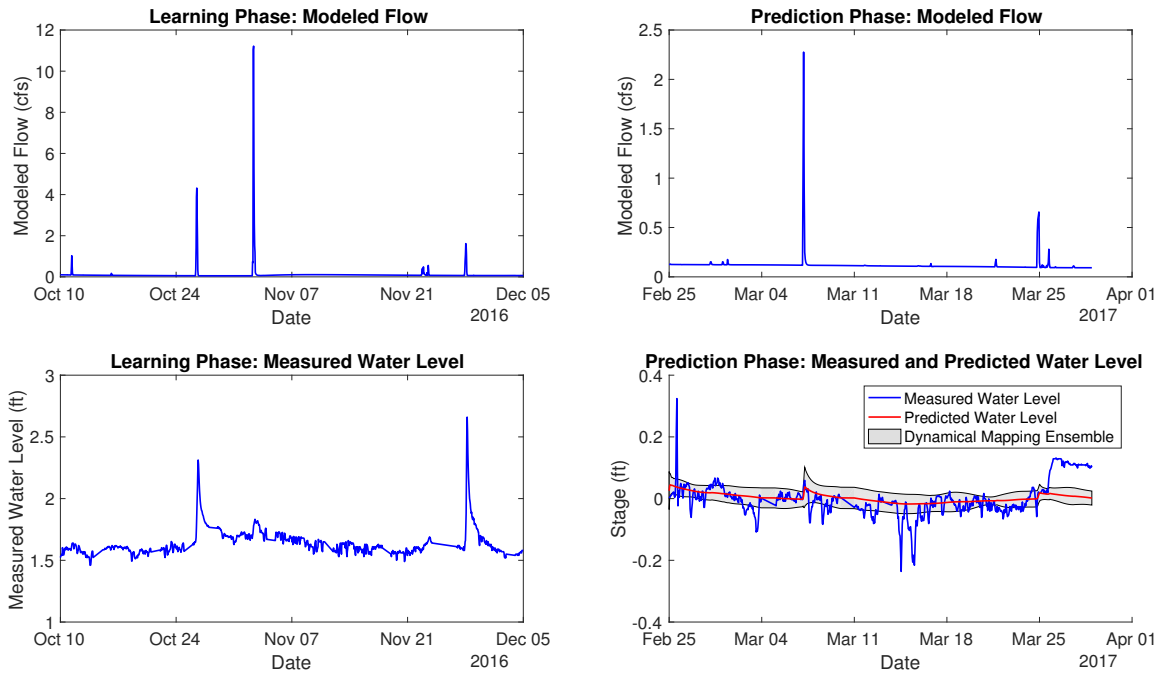 Learning Phase: Modeled Flow
12
10
8
6
4
2
0
Modeled Flow (cfs)
Oct 10
Oct 24
Nov 07
Nov 21
Dec 05
Date
2016
Prediction Phase: Modeled Flow
2.5
2
1.5
1
0.5
0
Modeled Flow (cfs)
Feb 25
Mar 04
Mar 11
Mar 18
Mar 25
Apr 01
Date
2017
Learning Phase: Measured Water Level
3
2.5
2
1.5
1
Measured Water Level (ft)
Oct 10
Oct 24
Nov 07
Nov 21
Dec 05
Date
2016
Prediction Phase: Measured and Predicted Water Level
0.4
0.2
0
-0.2
-0.4
Stage (ft)
Measured Water Level
Predicted Water Level
Dynamical Mapping Ensemble
Feb 25
Mar 04
Mar 11
Mar 18
Mar 25
Apr 01
Date
2017